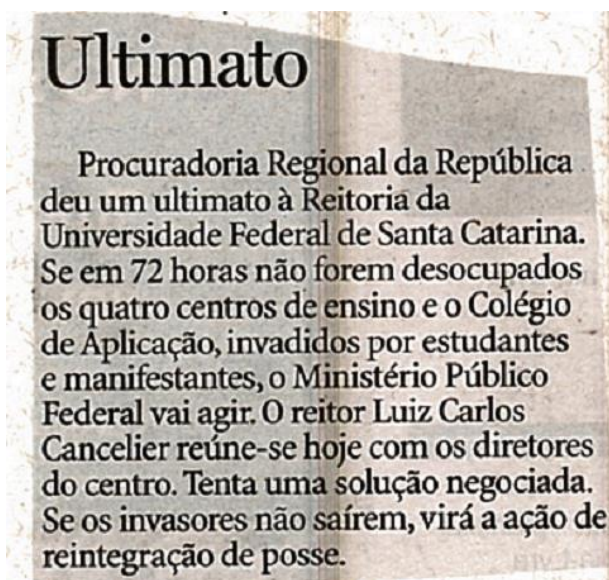 Ultimato
Procuradoria Regional da República
deu um ultimato à Reitoria da
Universidade Federal de Santa Catarina.
Se em 72 horas não forem desocupados
os quatro centros de ensino e o Colégio
de Aplicação, invadidos por estudantes
e manifestantes, o Ministério Público
Federal vai agir. O reitor Luiz Carlos
Cancelier reúne-se hoje com os diretores
do centro. Tenta uma solução negociada.
Se os invasores não saírem, virá a ação de
reintegração de posse.